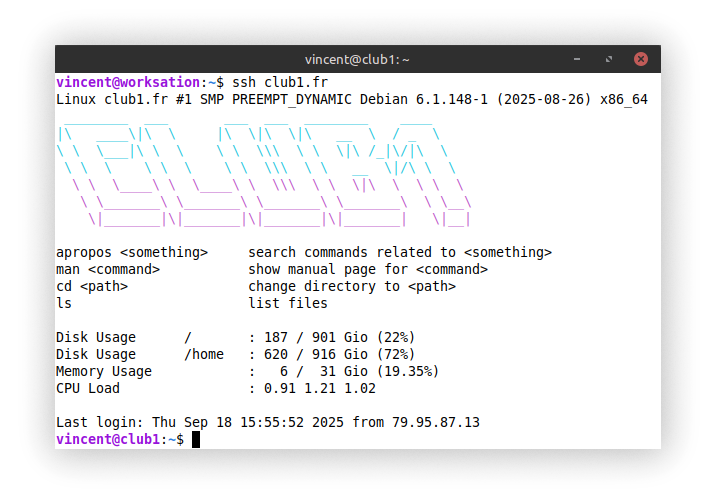 vincent@club1: ~
vincent@worksation:~$ ssh club1.fr
Linux club1.fr #1 SMP PREEMPT_DYNAMIC Debian 6.1.148-1 (2025-08-26) x86_64
CLUB1
apropos <something>     search commands related to <something>
man <command>           show manual page for <command>
cd <path>               change directory to <path>
ls                      list files
Disk Usage      /       : 187 / 901 Gio (22%)
Disk Usage      /home   : 620 / 916 Gio (72%)
Memory Usage            :   6 /  31 Gio (19.35%)
CPU Load                : 0.91 1.21 1.02
Last login: Thu Sep 18 15:55:52 2025 from 79.95.87.13
vincent@club1:~$